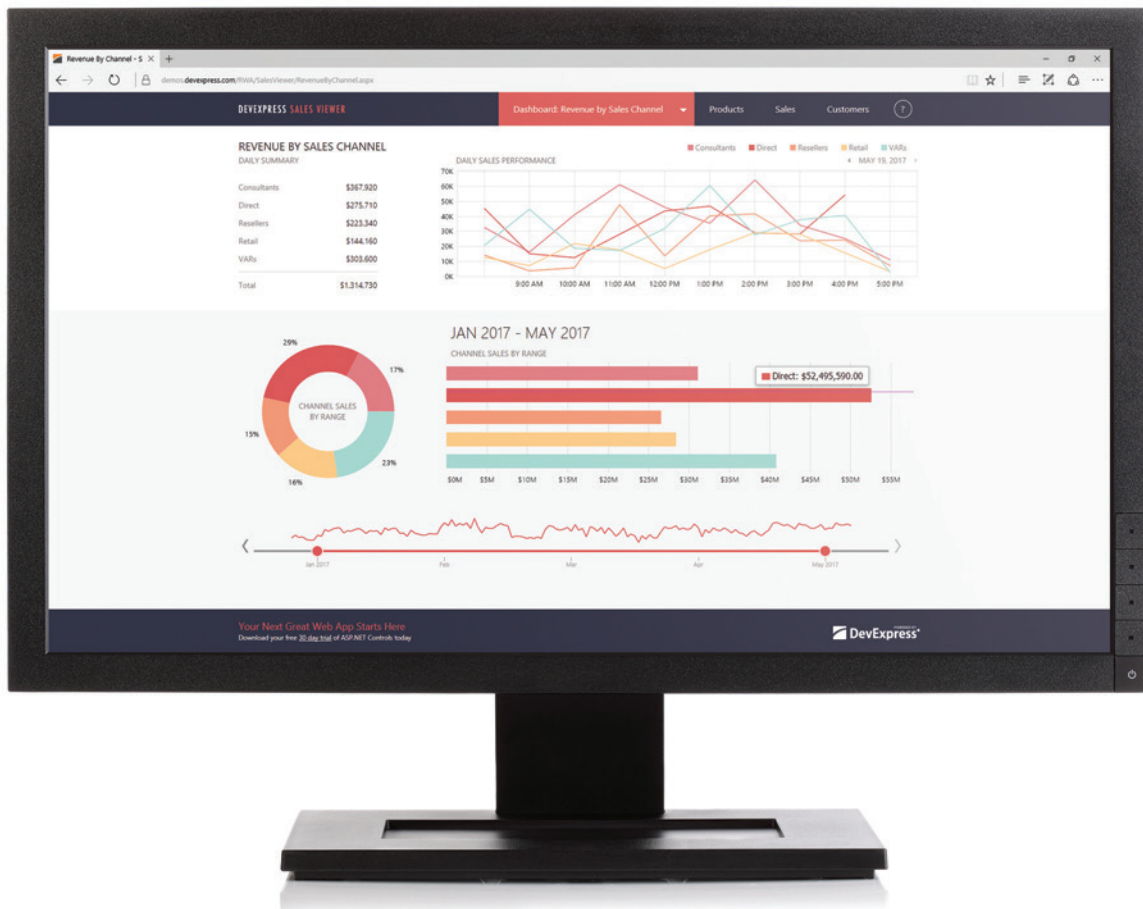 Revenue By Channel - S
demos.devexpress.com/RWA/SalesViewer/RevenueByChannel.aspx
DEVEXPRESS SALES VIEWER
Dashboard: Revenue by Sales Channel
Products
Sales
Customers
?
REVENUE BY SALES CHANNEL
DAILY SUMMARY
Consultants $367,920
Direct $275,710
Resellers $223,340
Retail $144,160
VARs $303,600
Total $1,314,730
Consultants Direct Resellers Retail VARs
DAILY SALES PERFORMANCE
MAY 19, 2017
70K
60K
50K
40K
30K
20K
10K
0K
9:00 AM 10:00 AM 11:00 AM 12:00 PM 1:00 PM 2:00 PM 3:00 PM 4:00 PM 5:00 PM
29%
17%
CHANNEL SALES
BY RANGE
15%
23%
16%
JAN 2017 - MAY 2017
CHANNEL SALES BY RANGE
Direct: $52,495,590.00
$0M $5M $10M $15M $20M $25M $30M $35M $40M $45M $50M $55M
Jan 2017 Feb Mar Apr May 2017
Your Next Great Web App Starts Here
Download your free 30 day trial of ASP.NET Controls today
POWERED BY
DevExpress